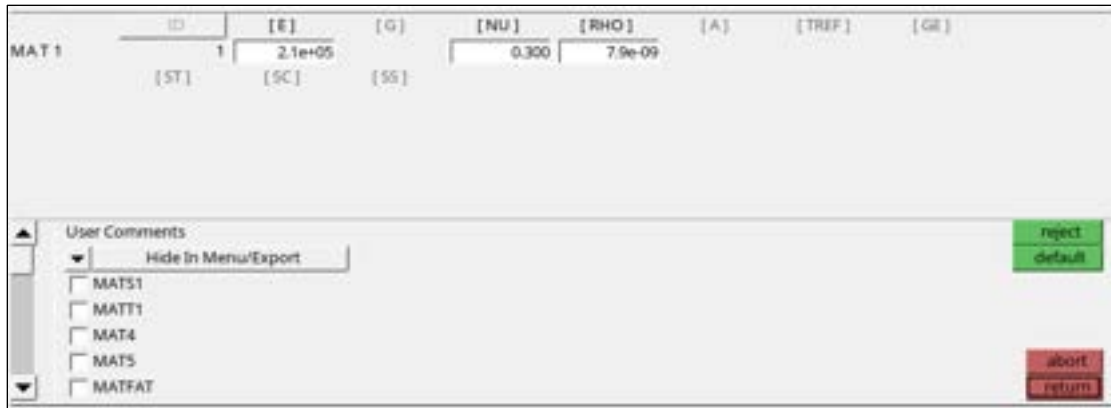 ID [E] [G] [NU] [RHO] [A] [TREF] [GE]
MAT1 1 2.1e+05 0.300 7.9e-09
[ST] [SC] [SS]
User Comments
Hide In Menu/Export
MATS1
MATT1
MAT4
MAT5
MATFAT
reject
default
abort
return